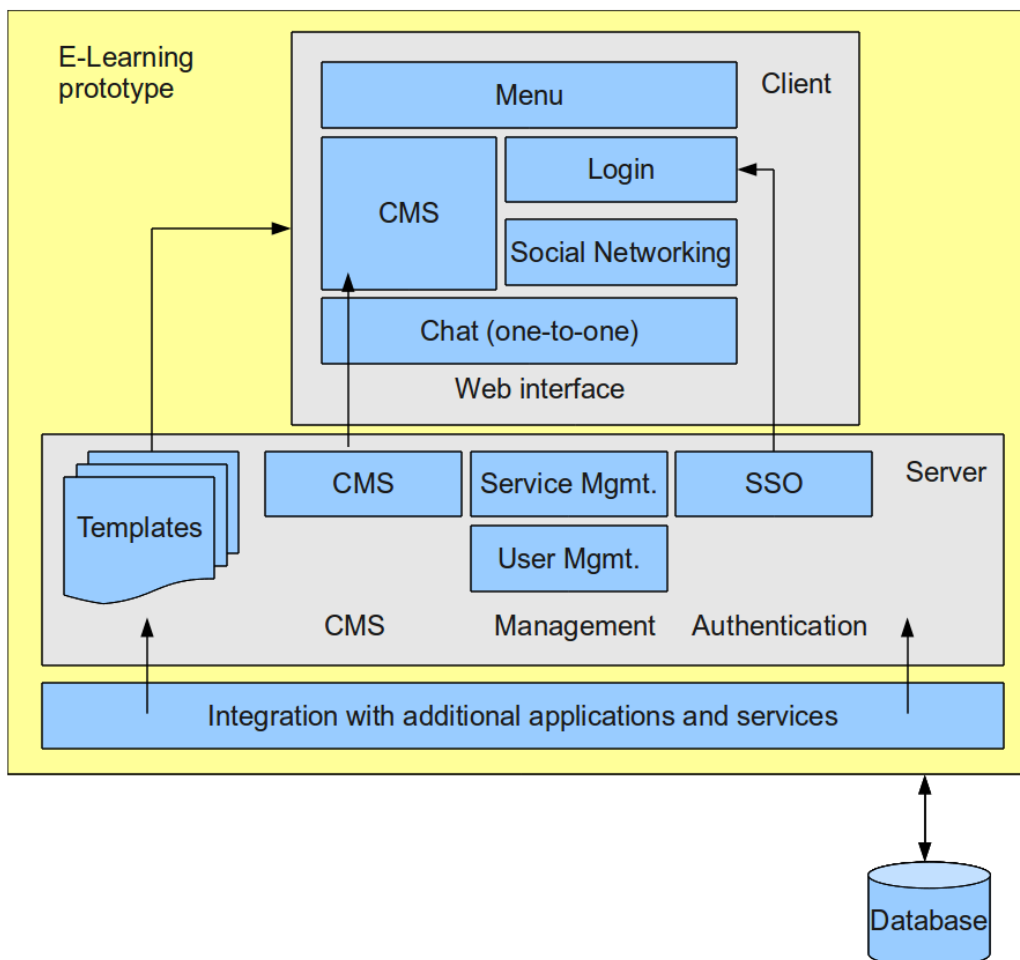 E-Learning
prototype
Client
Menu
CMS
Login
Social Networking
Chat (one-to-one)
Web interface
Server
Templates
CMS
Service Mgmt.
SSO
User Mgmt.
CMS
Management
Authentication
Integration with additional applications and services
Database